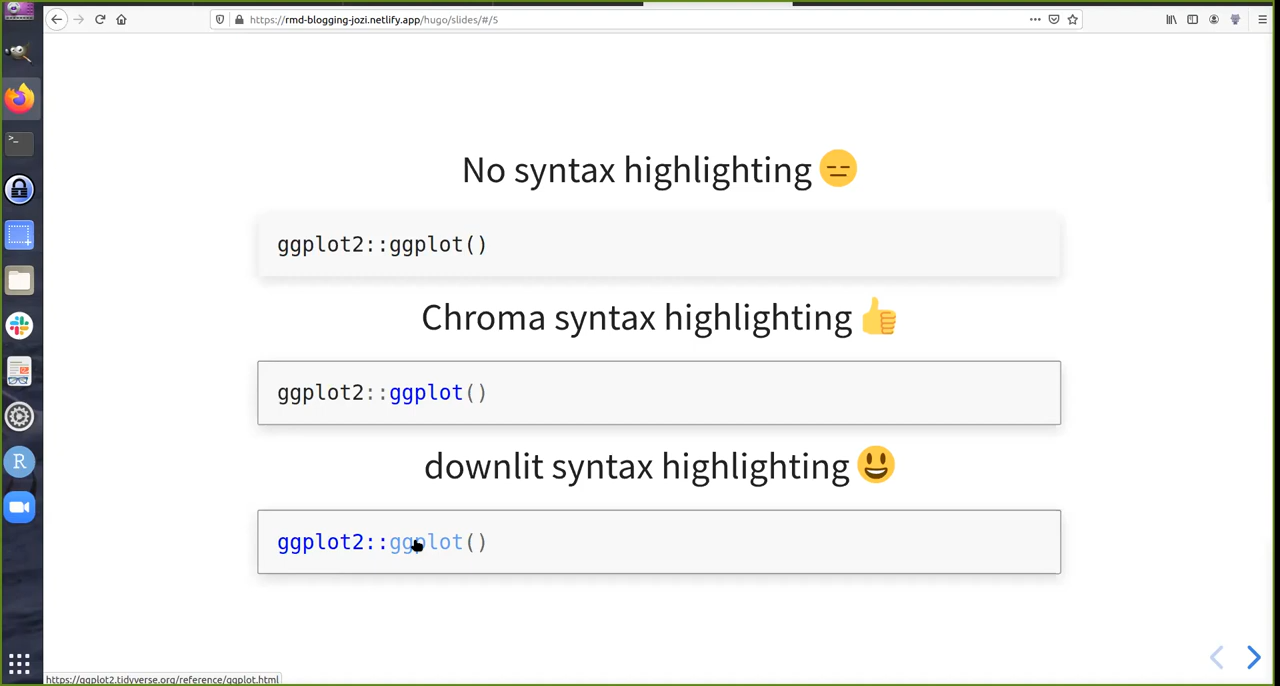 https://rmd-blogging-jozi.netlify.app/hugo/slides/#/5
No syntax highlighting 😑
ggplot2::ggplot()
Chroma syntax highlighting 👍
ggplot2::ggplot()
downlit syntax highlighting 😃
ggplot2::ggplot()
R
https://ggplot2.tidyverse.org/reference/ggplot.html